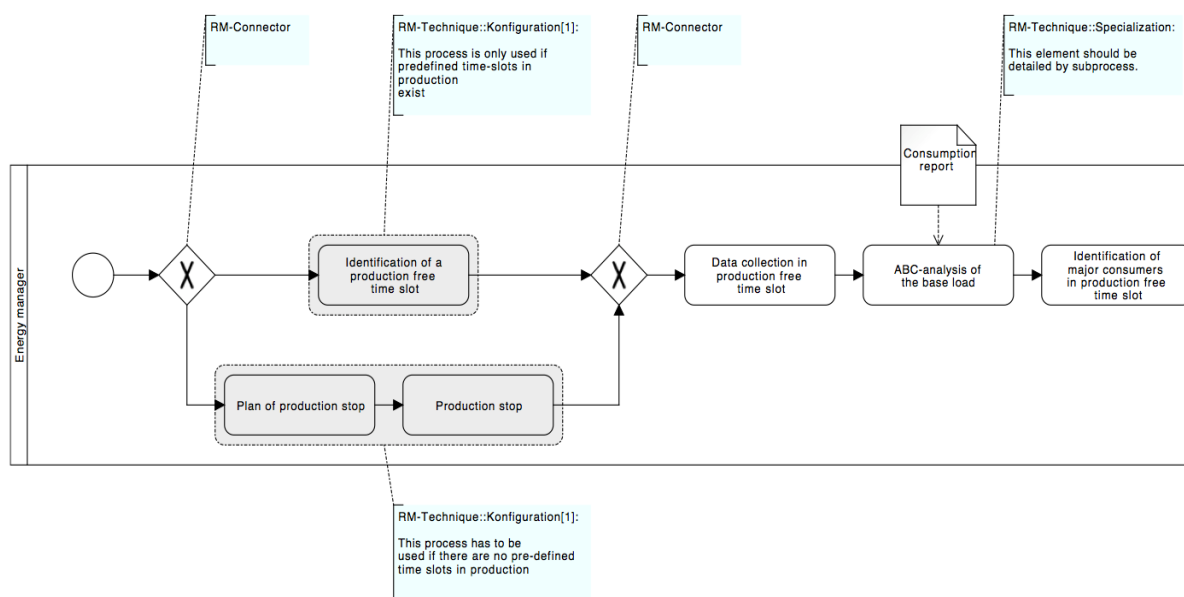 RM-Connector
RM-Technique::Konfiguration[1]:
This process is only used if
predefined time-slots in
production
exist
RM-Connector
RM-Technique::Specialization:
This element should be
detailed by subprocess.
Consumption
report
Energy manager
X
Identification of a
production free
time slot
X
Data collection in
production free
time slot
ABC-analysis of
the base load
Identification of
major consumers
in production free
time slot
Plan of production stop
Production stop
RM-Technique::Konfiguration[1]:
This process has to be
used if there are no pre-defined
time slots in production